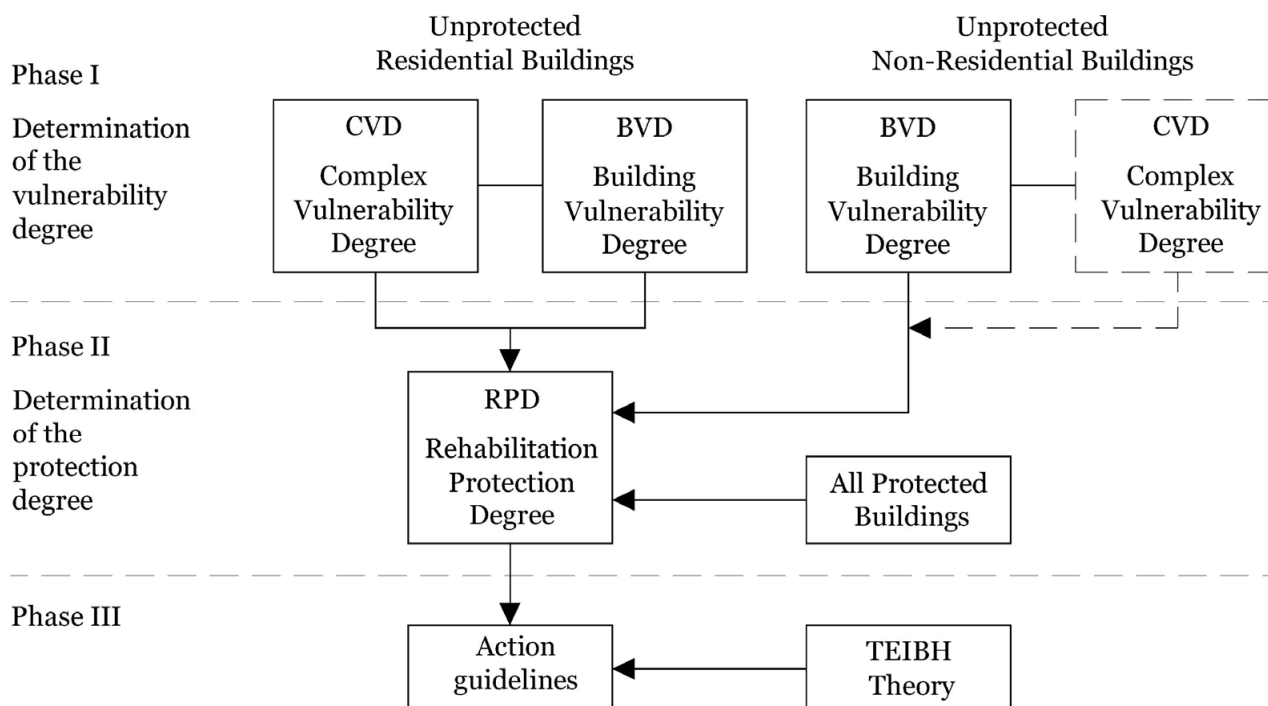 Unprotected
Residential Buildings
Unprotected
Non-Residential Buildings
Phase I
Determination
of the
vulnerability
degree
CVD
Complex
Vulnerability
Degree
BVD
Building
Vulnerability
Degree
BVD
Building
Vulnerability
Degree
CVD
Complex
Vulnerability
Degree
Phase II
Determination
of the
protection
degree
RPD
Rehabilitation
Protection
Degree
All Protected
Buildings
Phase III
Action
guidelines
TEIBH
Theory